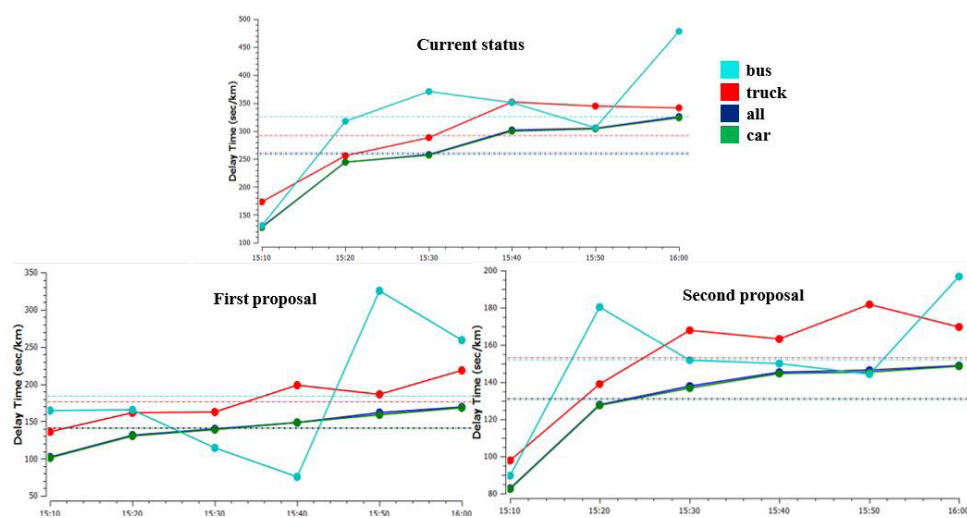 Current status
Delay Time (sec/km)
500
450
400
350
300
250
200
150
100
15:10 15:20 15:30 15:40 15:50 16:00
bus
truck
all
car
First proposal
Delay Time (sec/km)
350
300
250
200
150
100
50
15:10 15:20 15:30 15:40 15:50 16:00
Second proposal
Delay Time (sec/km)
200
180
160
140
120
100
80
15:10 15:20 15:30 15:40 15:50 16:00